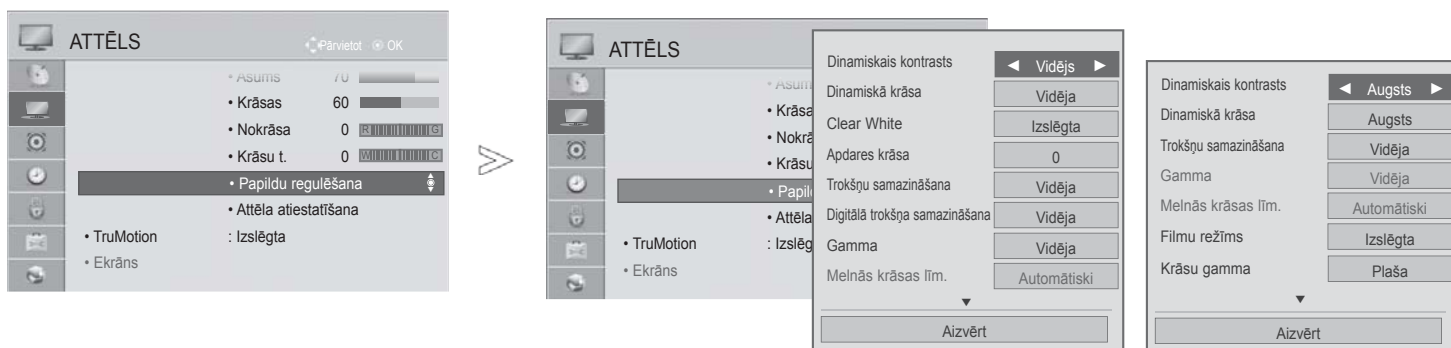 ATTĒLS
Pārvietot OK
• Asums 70
• Krāsas 60
• Nokrāsa 0 R G
• Krāsu t. 0 W C
• Papildu regulēšana
• Attēla atiestatīšana
• TruMotion : Izslēgta
• Ekrāns
ATTĒLS
• Asum
• Krāsa
• Nokrā
• Krāsu
• Papil
• Attēla
• TruMotion : Izslēg
• Ekrāns
Dinamiskais kontrasts ◄ Vidējs ►
Dinamiskā krāsa Vidēja
Clear White Izslēgta
Apdares krāsa 0
Trokšņu samazināšana Vidēja
Digitālā trokšņa samazināšana Vidēja
Gamma Vidēja
Melnās krāsas līm. Automātiski
▼
Aizvērt
Dinamiskais kontrasts ◄ Augsts ►
Dinamiskā krāsa Augsts
Trokšņu samazināšana Vidēja
Gamma Vidēja
Melnās krāsas līm. Automātiski
Filmu režīms Izslēgta
Krāsu gamma Plaša
▼
Aizvērt